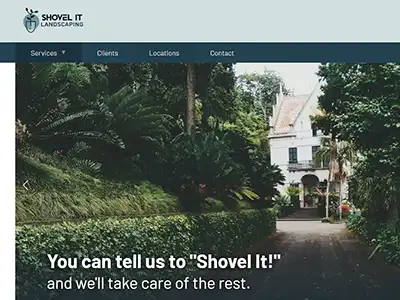 SHOVEL IT
LANDSCAPING
Services Clients Locations Contact
You can tell us to "Shovel It!"
and we'll take care of the rest.